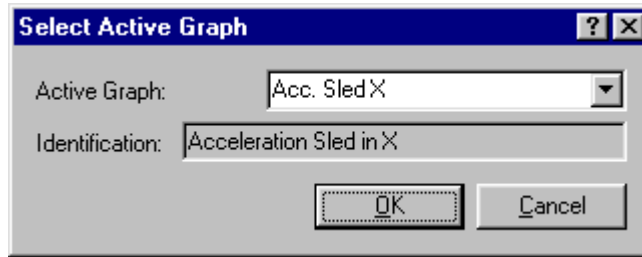 Select Active Graph
Active Graph: Acc. Sled X
Identification: Acceleration Sled in X
OK Cancel